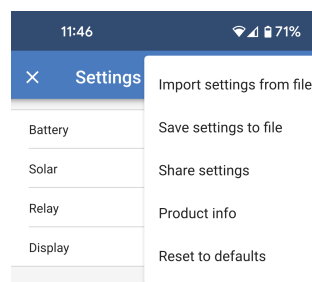 11:46 71%
× Settings
Battery
Solar
Relay
Display
Import settings from file
Save settings to file
Share settings
Product info
Reset to defaults